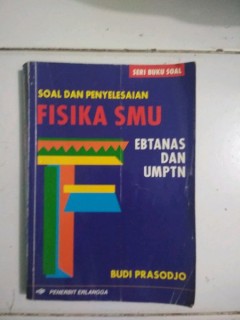 SERI BUKU SOAL
SOAL DAN PENYELESAIAN
FISIKA SMU
EBTANAS
DAN
UMPTN
BUDI PRASODJO
PENERBIT ERLANGGA